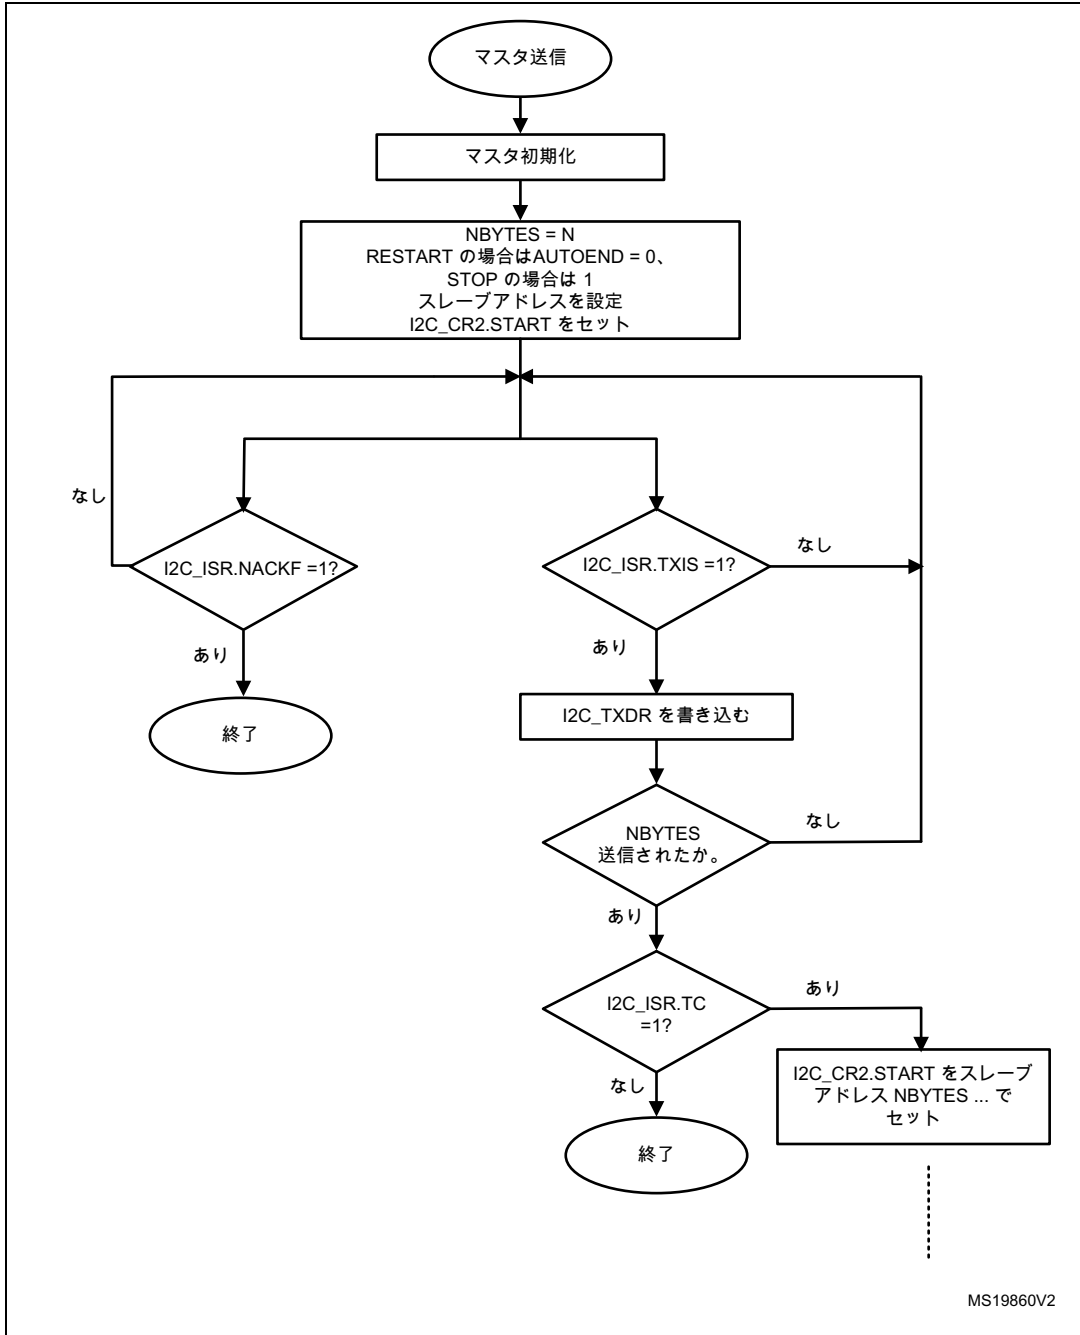 マスタ送信
マスタ初期化
NBYTES = N
RESTART の場合はAUTOEND = 0、
STOP の場合は 1
スレーブアドレスを設定
I2C_CR2.START をセット
なし
I2C_ISR.NACKF =1?
あり
終了
I2C_ISR.TXIS =1?
なし
あり
I2C_TXDR を書き込む
NBYTES
送信されたか。
なし
あり
I2C_ISR.TC
=1?
あり
I2C_CR2.START をスレーブ
アドレス NBYTES ... で
セット
なし
終了
MS19860V2